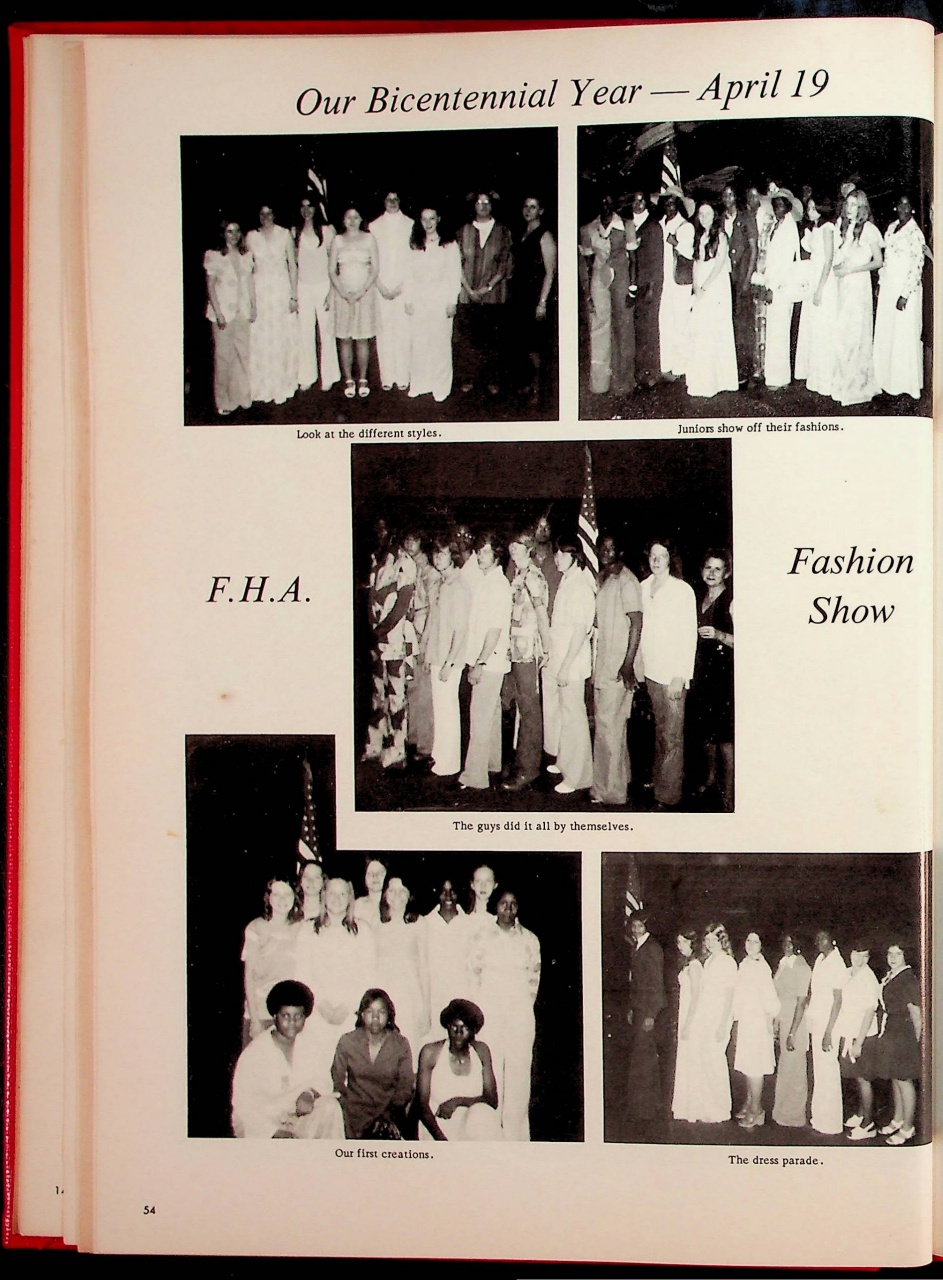 Our Bicentennial Year — April 19
Look at the different styles.
Juniors show off their fashions.
F.H.A.
Fashion
Show
The guys did it all by themselves.
Our first creations.
The dress parade.
54